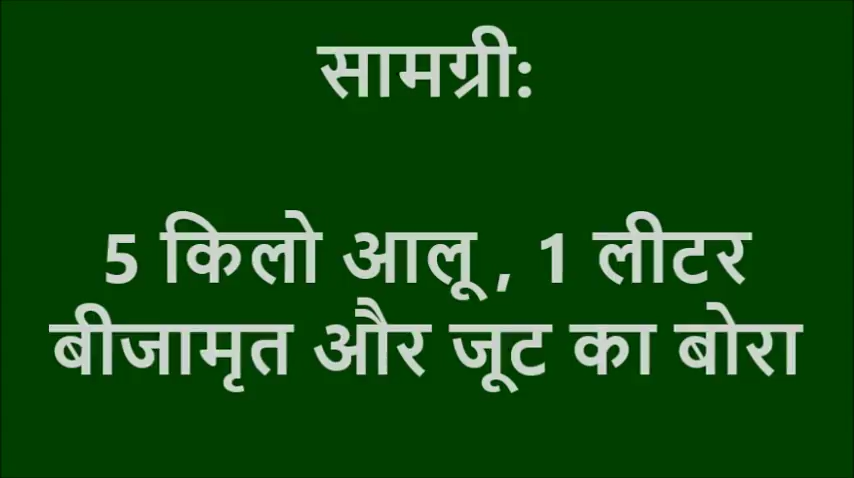 सामग्री:
5 किलो आलू , 1 लीटर
बीजामृत और जूट का बोरा